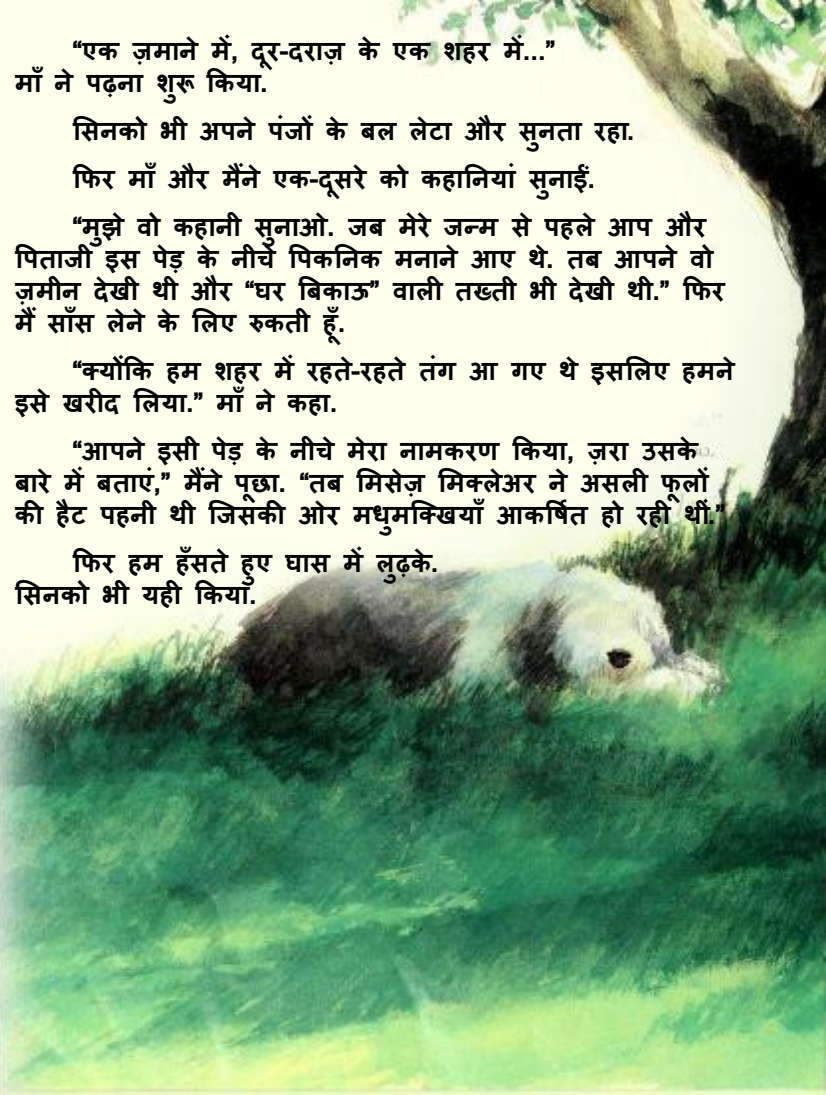 “एक ज़माने में, दूर-दराज़ के एक शहर में...”
माँ ने पढ़ना शुरू किया.
सिनको भी अपने पंजों के बल लेटा और सुनता रहा.
फिर माँ और मैंने एक-दूसरे को कहानियां सुनाईं.
“मुझे वो कहानी सुनाओ. जब मेरे जन्म से पहले आप और
पिताजी इस पेड़ के नीचे पिकनिक मनाने आए थे. तब आपने वो
ज़मीन देखी थी और “घर बिकाऊ” वाली तख्ती भी देखी थी.” फिर
मैं साँस लेने के लिए रुकती हूँ.
“क्योंकि हम शहर में रहते-रहते तंग आ गए थे इसलिए हमने
इसे खरीद लिया.” माँ ने कहा.
“आपने इसी पेड़ के नीचे मेरा नामकरण किया, ज़रा उसके
बारे में बताएं,” मैंने पूछा. “तब मिसेज़ मिक्लेअर ने असली फूलों
की हैट पहनी थी जिसकी ओर मधुमक्खियाँ आकर्षित हो रही थीं.”
फिर हम हँसते हुए घास में लुढ़के.
सिनको भी यही किया.